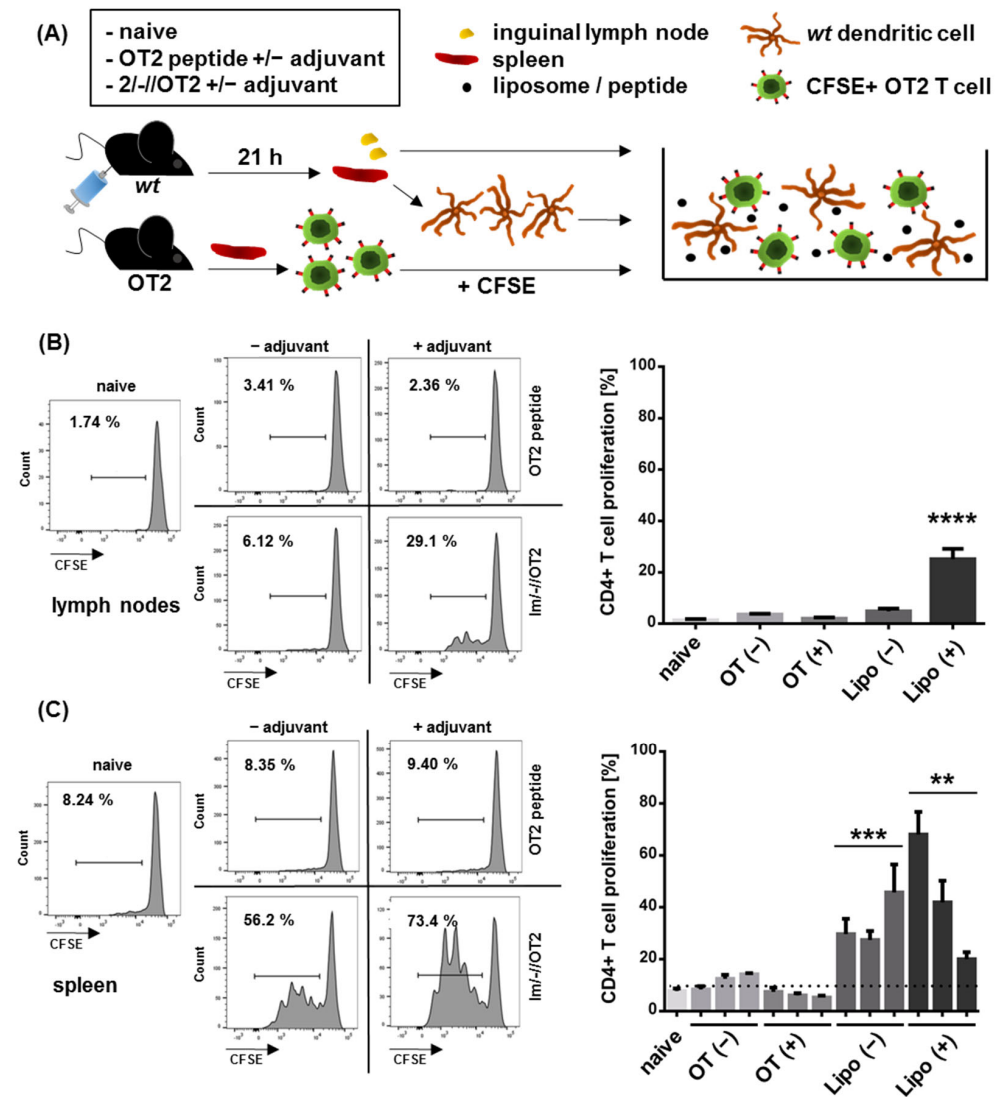 (A)
- naive
- OT2 peptide +/− adjuvant
- 2/-//OT2 +/− adjuvant
inguinal lymph node
spleen
liposome / peptide
wt dendritic cell
CFSE+ OT2 T cell
wt
21 h
OT2
+ CFSE
(B)
− adjuvant
+ adjuvant
naive
1.74 %
3.41 %
2.36 %
Count
Count
OT2 peptide
CFSE
6.12 %
29.1 %
Count
lm/-//OT2
CFSE
CFSE
lymph nodes
CD4+ T cell proliferation [%]
100
80
60
40
20
0
****
naive
OT (−)
OT (+)
Lipo (−)
Lipo (+)
(C)
− adjuvant
+ adjuvant
naive
8.24 %
8.35 %
9.40 %
Count
Count
OT2 peptide
CFSE
56.2 %
73.4 %
Count
lm/-//OT2
CFSE
CFSE
spleen
CD4+ T cell proliferation [%]
100
80
60
40
20
0
***
**
naive
OT (−)
OT (+)
Lipo (−)
Lipo (+)